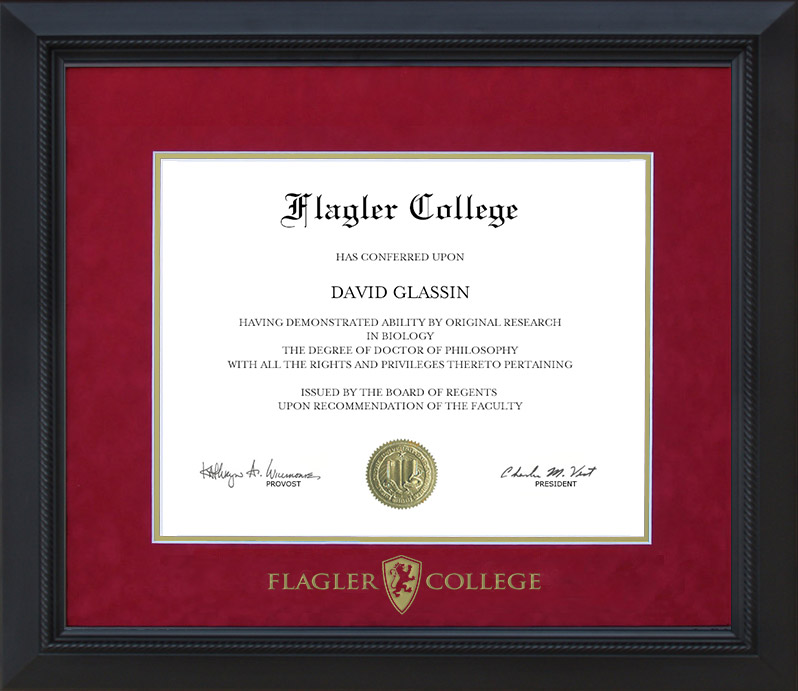 Flagler College
HAS CONFERRED UPON
DAVID GLASSIN
HAVING DEMONSTRATED ABILITY BY ORIGINAL RESEARCH
IN BIOLOGY
THE DEGREE OF DOCTOR OF PHILOSOPHY
WITH ALL THE RIGHTS AND PRIVILEGES THERETO PERTAINING
ISSUED BY THE BOARD OF REGENTS
UPON RECOMMENDATION OF THE FACULTY
PROVOST
Charles M. Vest
PRESIDENT
FLAGLER COLLEGE